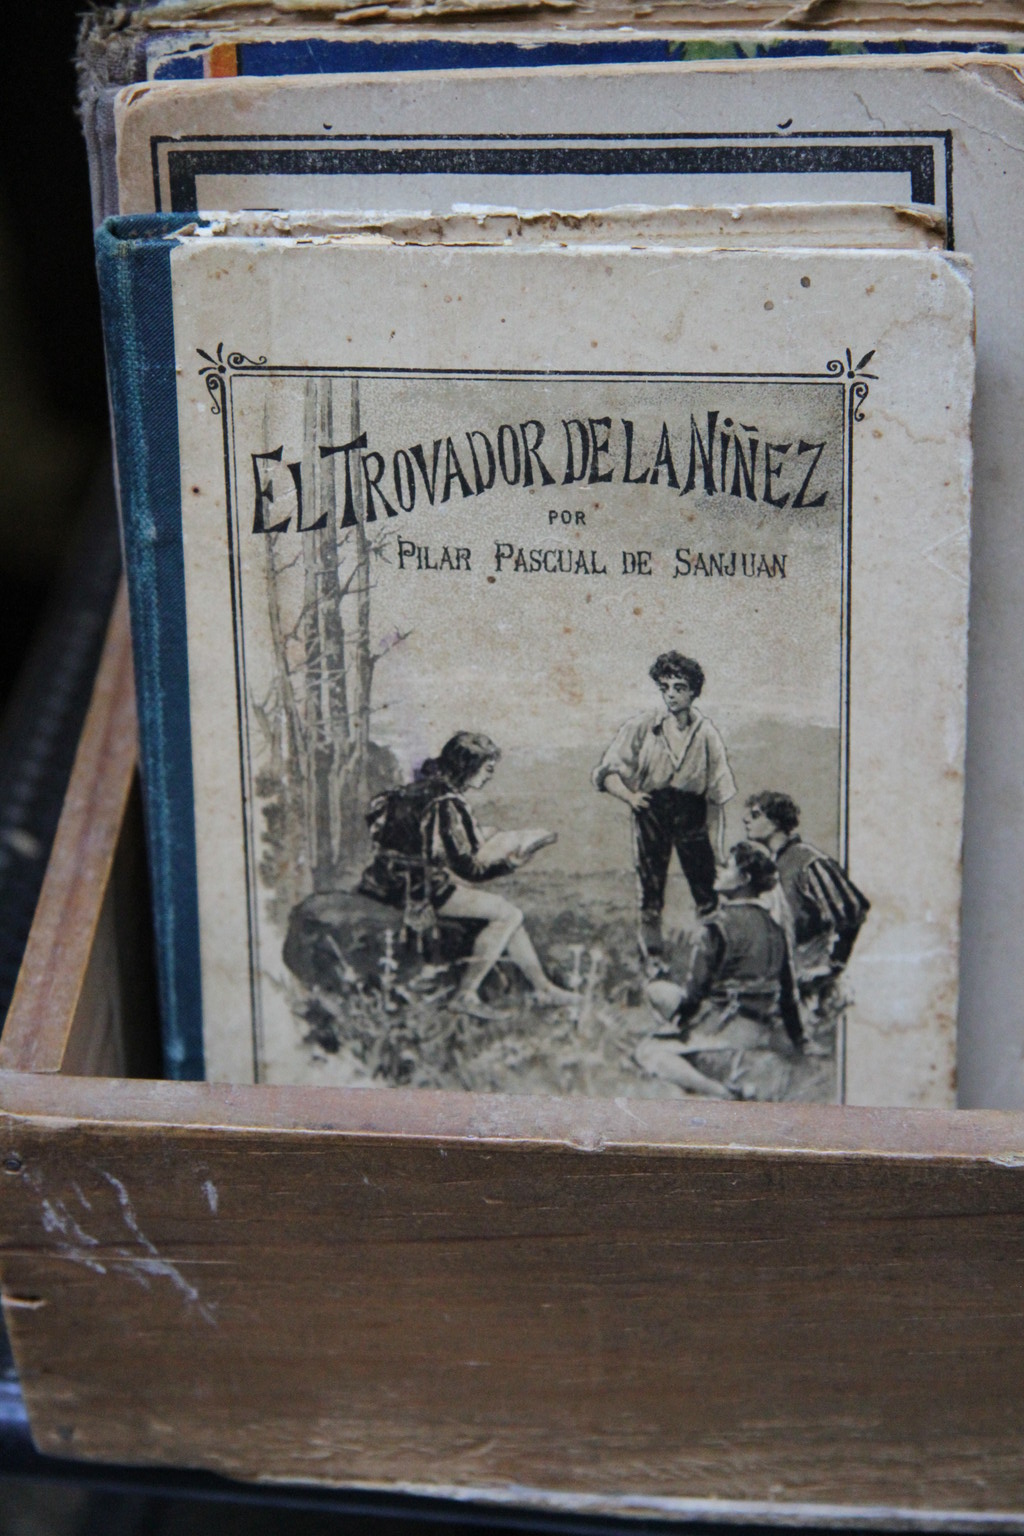 EL TROVADOR DE LA NIÑEZ
POR
PILAR PASCUAL DE SANJUAN